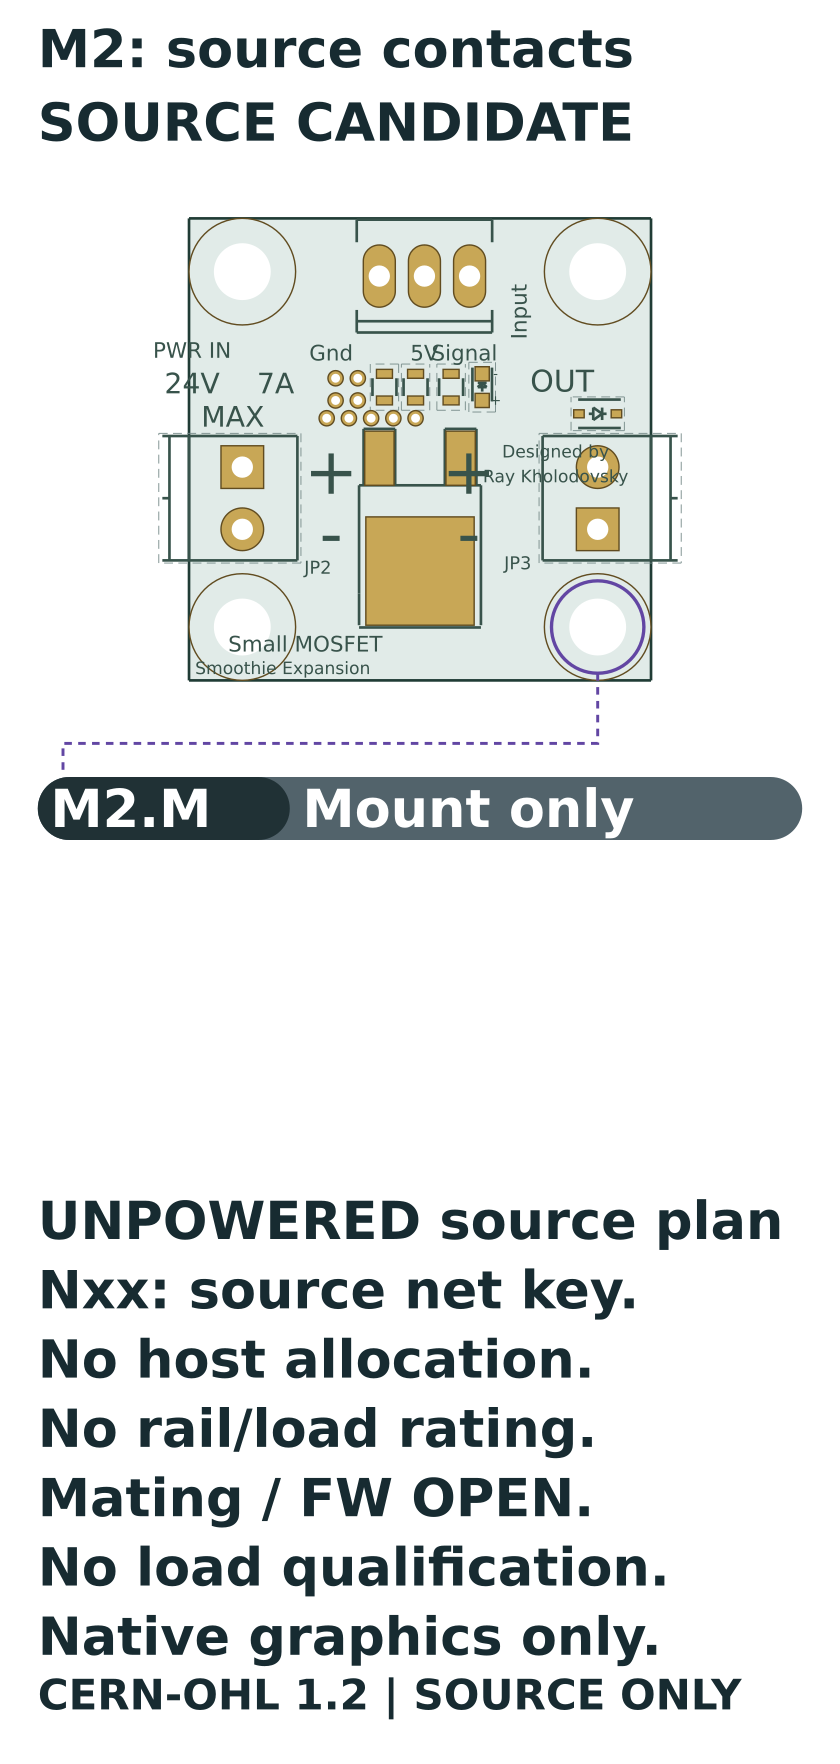 M2: source contacts
SOURCE CANDIDATE
Input
PWR IN
Gnd
5V
Signal
24V 7A
MAX
OUT
-
+
Designed by
Ray Kholodovsky
+ +
- -
JP2
JP3
Small MOSFET
Smoothie Expansion
M2.M Mount only
UNPOWERED source plan
Nxx: source net key.
No host allocation.
No rail/load rating.
Mating / FW OPEN.
No load qualification.
Native graphics only.
CERN-OHL 1.2 | SOURCE ONLY